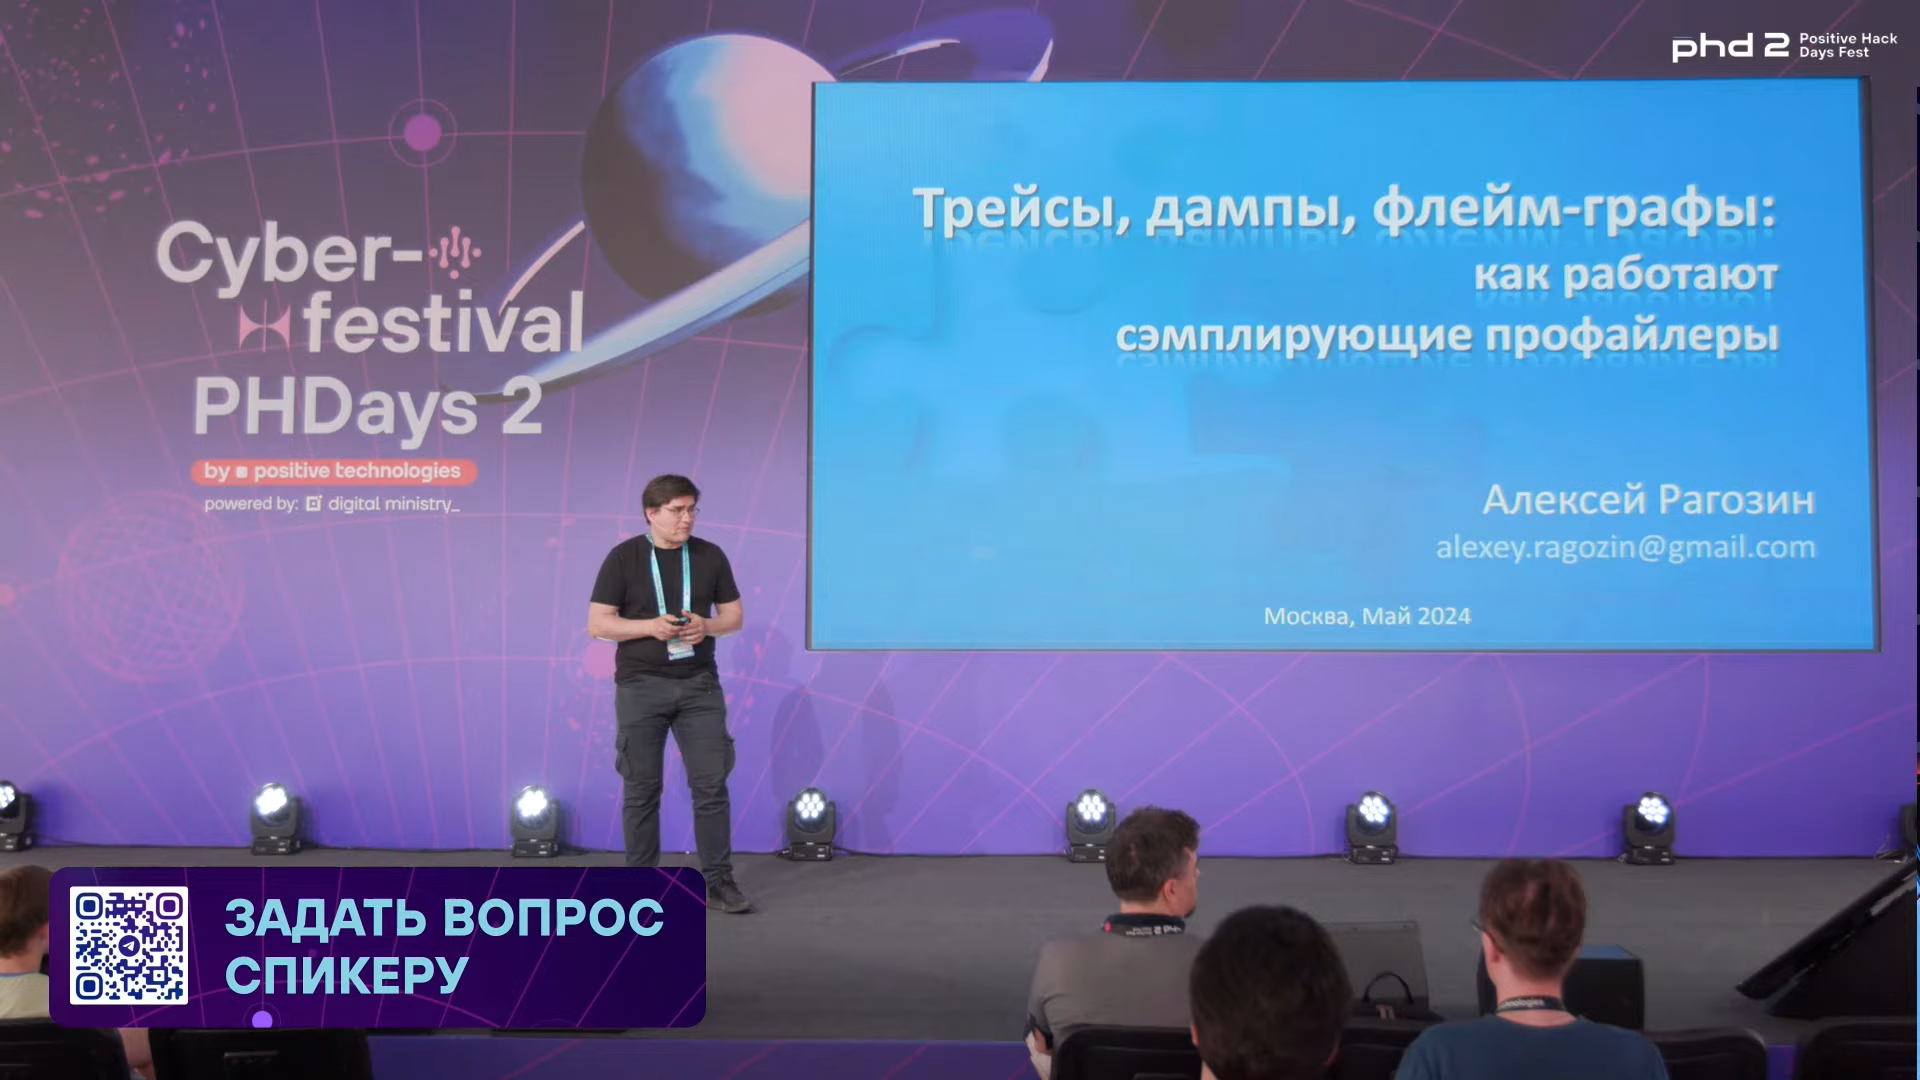 phd 2 Positive Hack
Days Fest
Cyber-
festival
PHDays 2
by positive technologies
powered by: digital ministry_
Трейсы, дампы, флейм-графы:
как работают
сэмплирующие профайлеры
Алексей Рагозин
alexey.ragozin@gmail.com
Москва, Май 2024
ЗАДАТЬ ВОПРОС
СПИКЕРУ